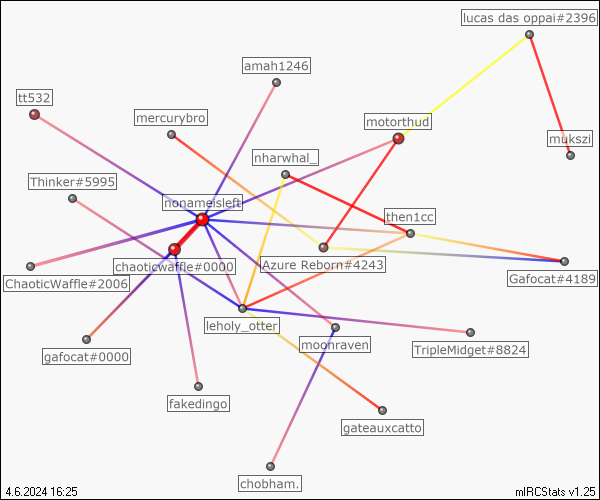 lucas das oppai#2396
amah1246
tt532
mercurybro
motorthud
mukszi
nharwhal_
Thinker#5995
nonameisleft
then1cc
chaoticwaffle#0000
Azure Reborn#4243
ChaoticWaffle#2006
Gafocat#4189
leholy_otter
moonraven
TripleMidget#8824
gafocat#0000
fakedingo
gateauxcatto
chobham.
4.6.2024 16:25
mIRCStats v1.25